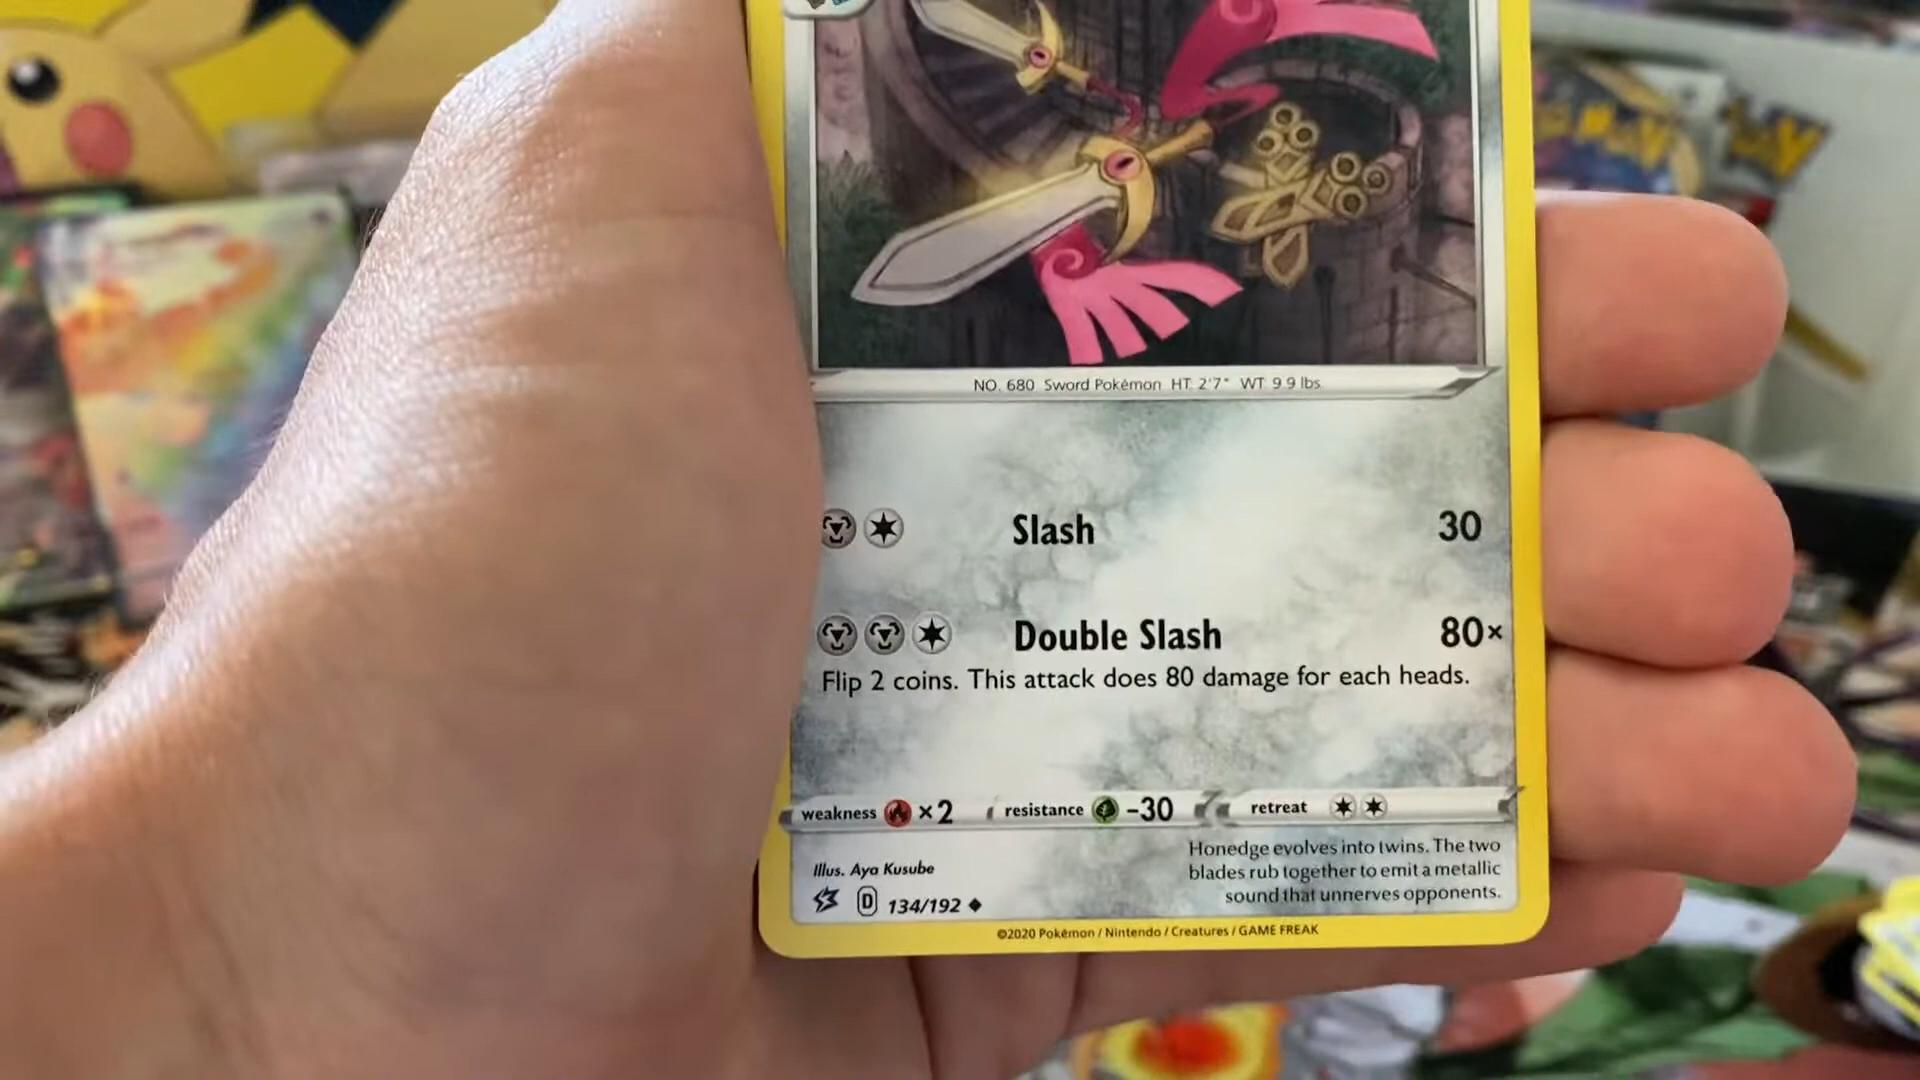 NO. 680 Sword Pokémon HT: 2'7" WT: 9.9 lbs.
Slash 30
Double Slash 80×
Flip 2 coins. This attack does 80 damage for each heads.
weakness ×2 resistance -30 retreat
Honedge evolves into twins. The two
blades rub together to emit a metallic
sound that unnerves opponents.
Illus. Aya Kusube
D 134/192
©2020 Pokémon / Nintendo / Creatures / GAME FREAK